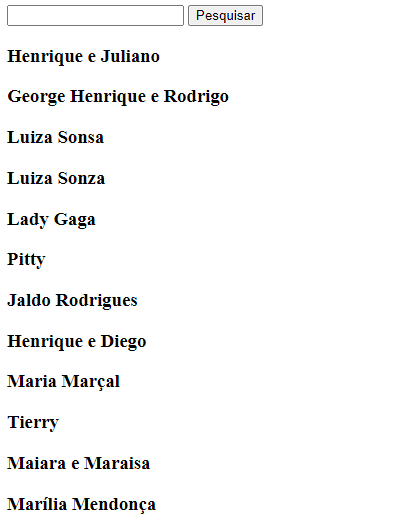 Pesquisar
Henrique e Juliano
George Henrique e Rodrigo
Luiza Sonsa
Luiza Sonza
Lady Gaga
Pitty
Jaldo Rodrigues
Henrique e Diego
Maria Marçal
Tierry
Maiara e Maraisa
Marília Mendonça